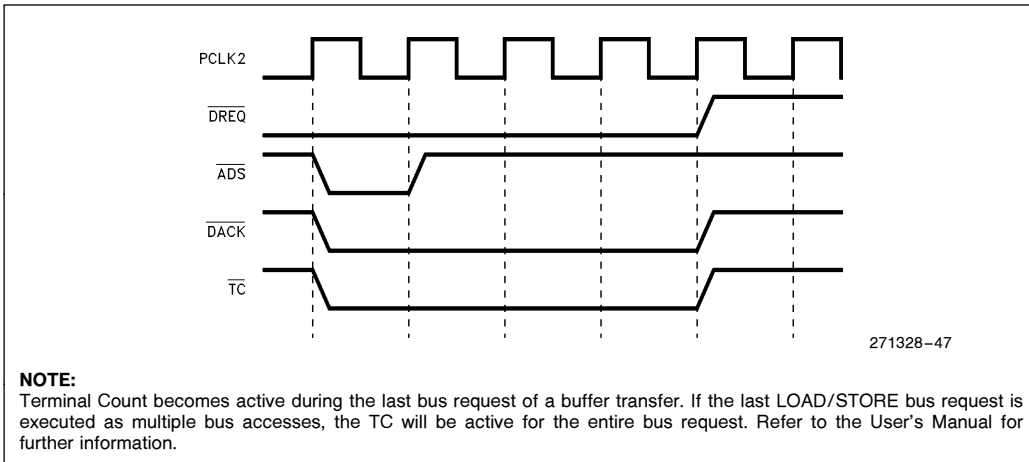 PCLK2
DREQ
ADS
DACK
TC
271328–47
NOTE:
Terminal Count becomes active during the last bus request of a buffer transfer. If the last LOAD/STORE bus request is
executed as multiple bus accesses, the TC will be active for the entire bus request. Refer to the User's Manual for
further information.